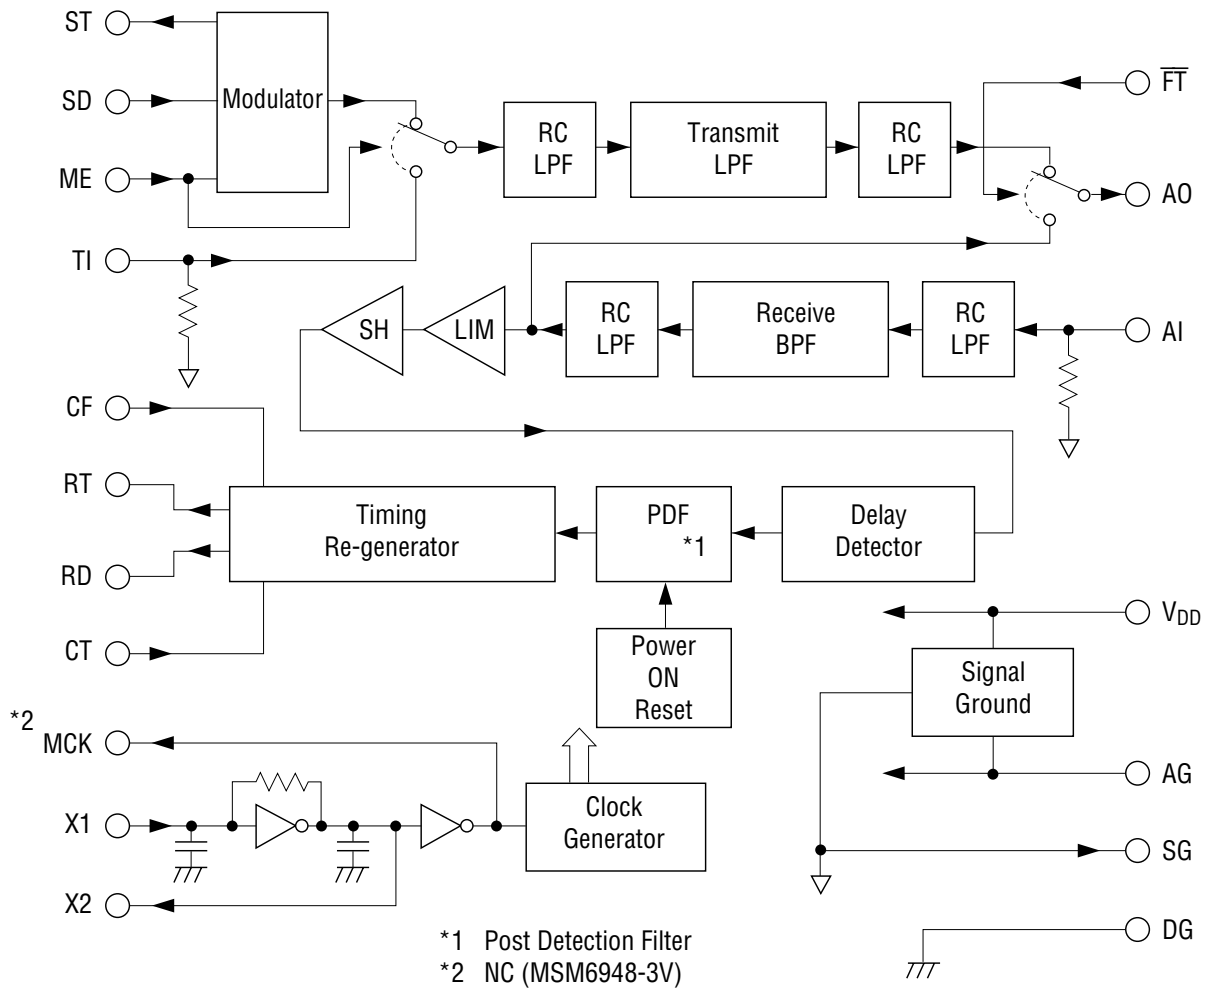 ST
SD
ME
TI
Modulator
RC
LPF
Transmit
LPF
RC
LPF
F̅T̅
AO
SH
LIM
RC
LPF
Receive
BPF
RC
LPF
AI
CF
RT
RD
CT
Timing
Re-generator
PDF
*1
Delay
Detector
Power
ON
Reset
VDD
Signal
Ground
AG
SG
DG
*2
MCK
X1
X2
Clock
Generator
*1 Post Detection Filter
*2 NC (MSM6948-3V)